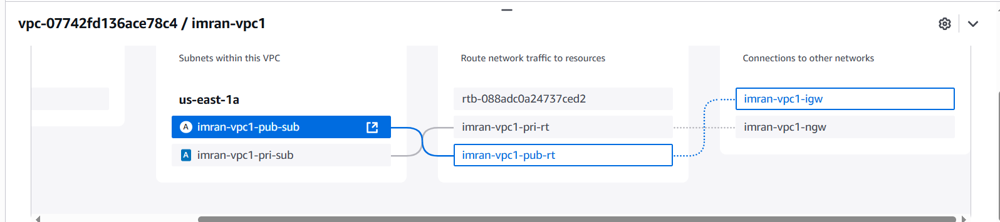 vpc-07742fd136ace78c4 / imran-vpc1
Subnets within this VPC
us-east-1a
A imran-vpc1-pub-sub
A imran-vpc1-pri-sub
Route network traffic to resources
rtb-088adc0a24737ced2
imran-vpc1-pri-rt
imran-vpc1-pub-rt
Connections to other networks
imran-vpc1-igw
imran-vpc1-ngw